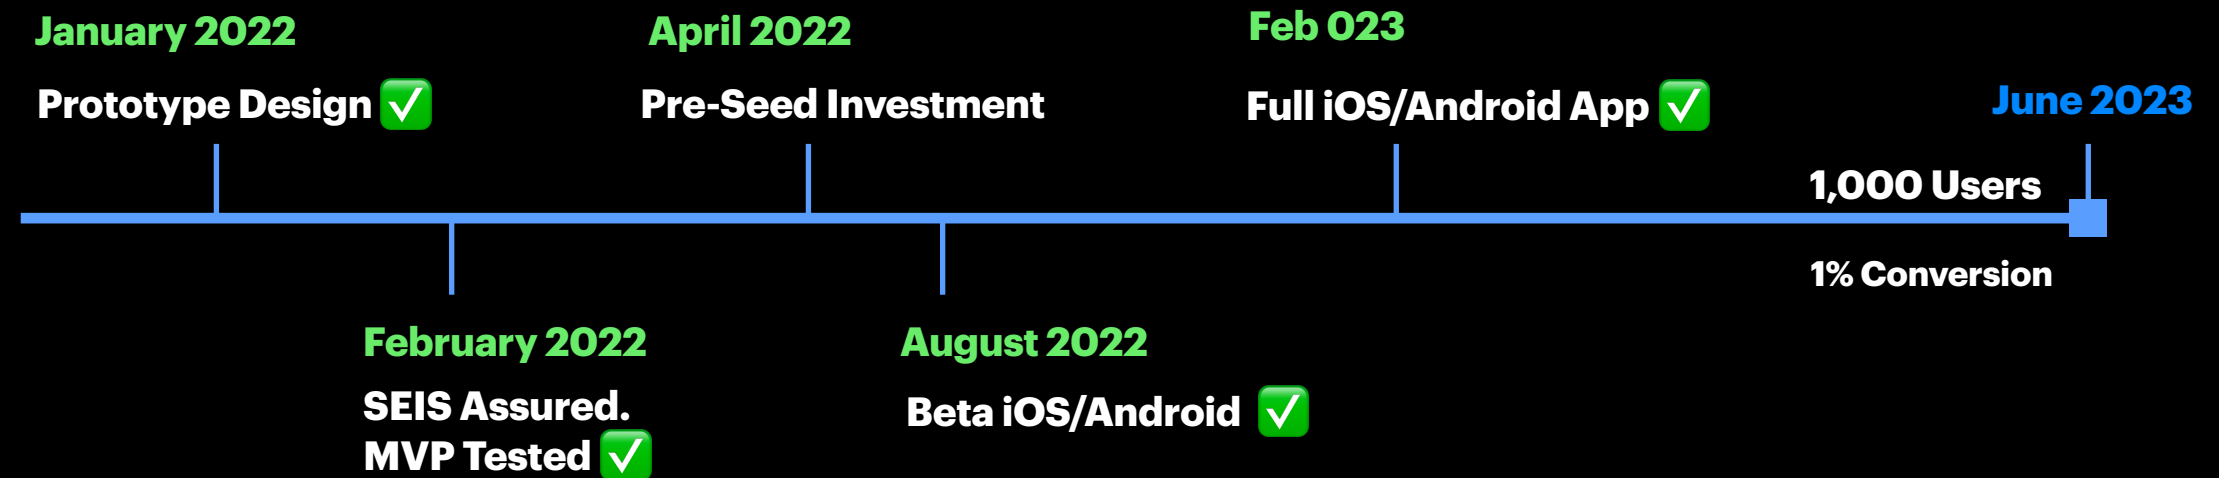 January 2022
Prototype Design ✅
February 2022
SEIS Assured.
MVP Tested ✅
April 2022
Pre-Seed Investment
August 2022
Beta iOS/Android ✅
Feb 023
Full iOS/Android App ✅
June 2023
1,000 Users
1% Conversion